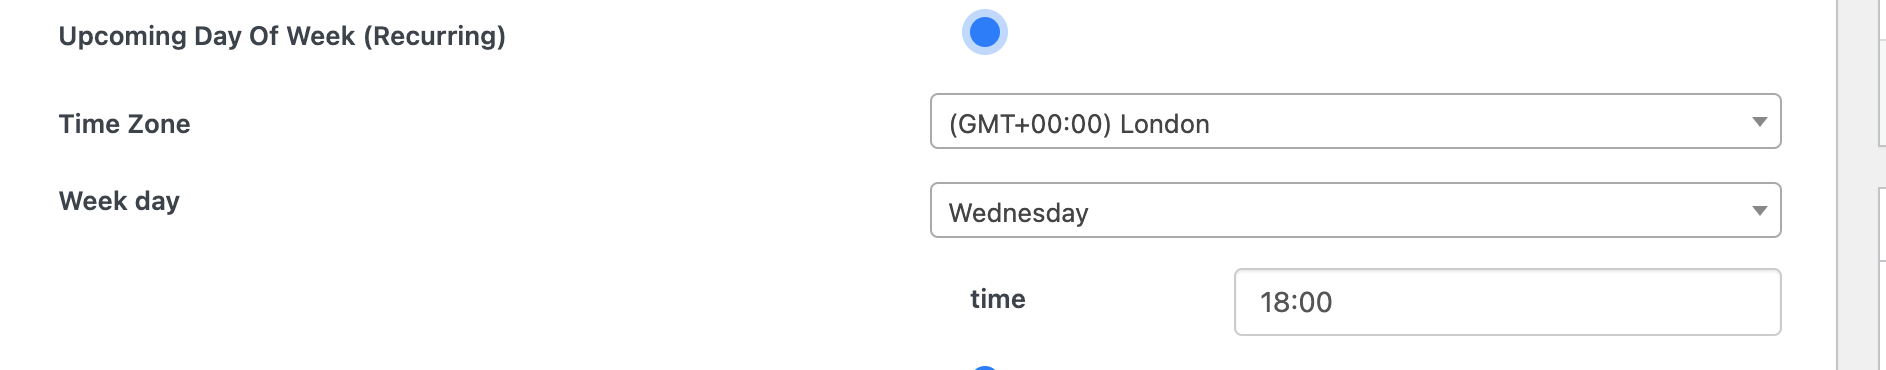 Upcoming Day Of Week (Recurring)
Time Zone
(GMT+00:00) London
Week day
Wednesday
time
18:00